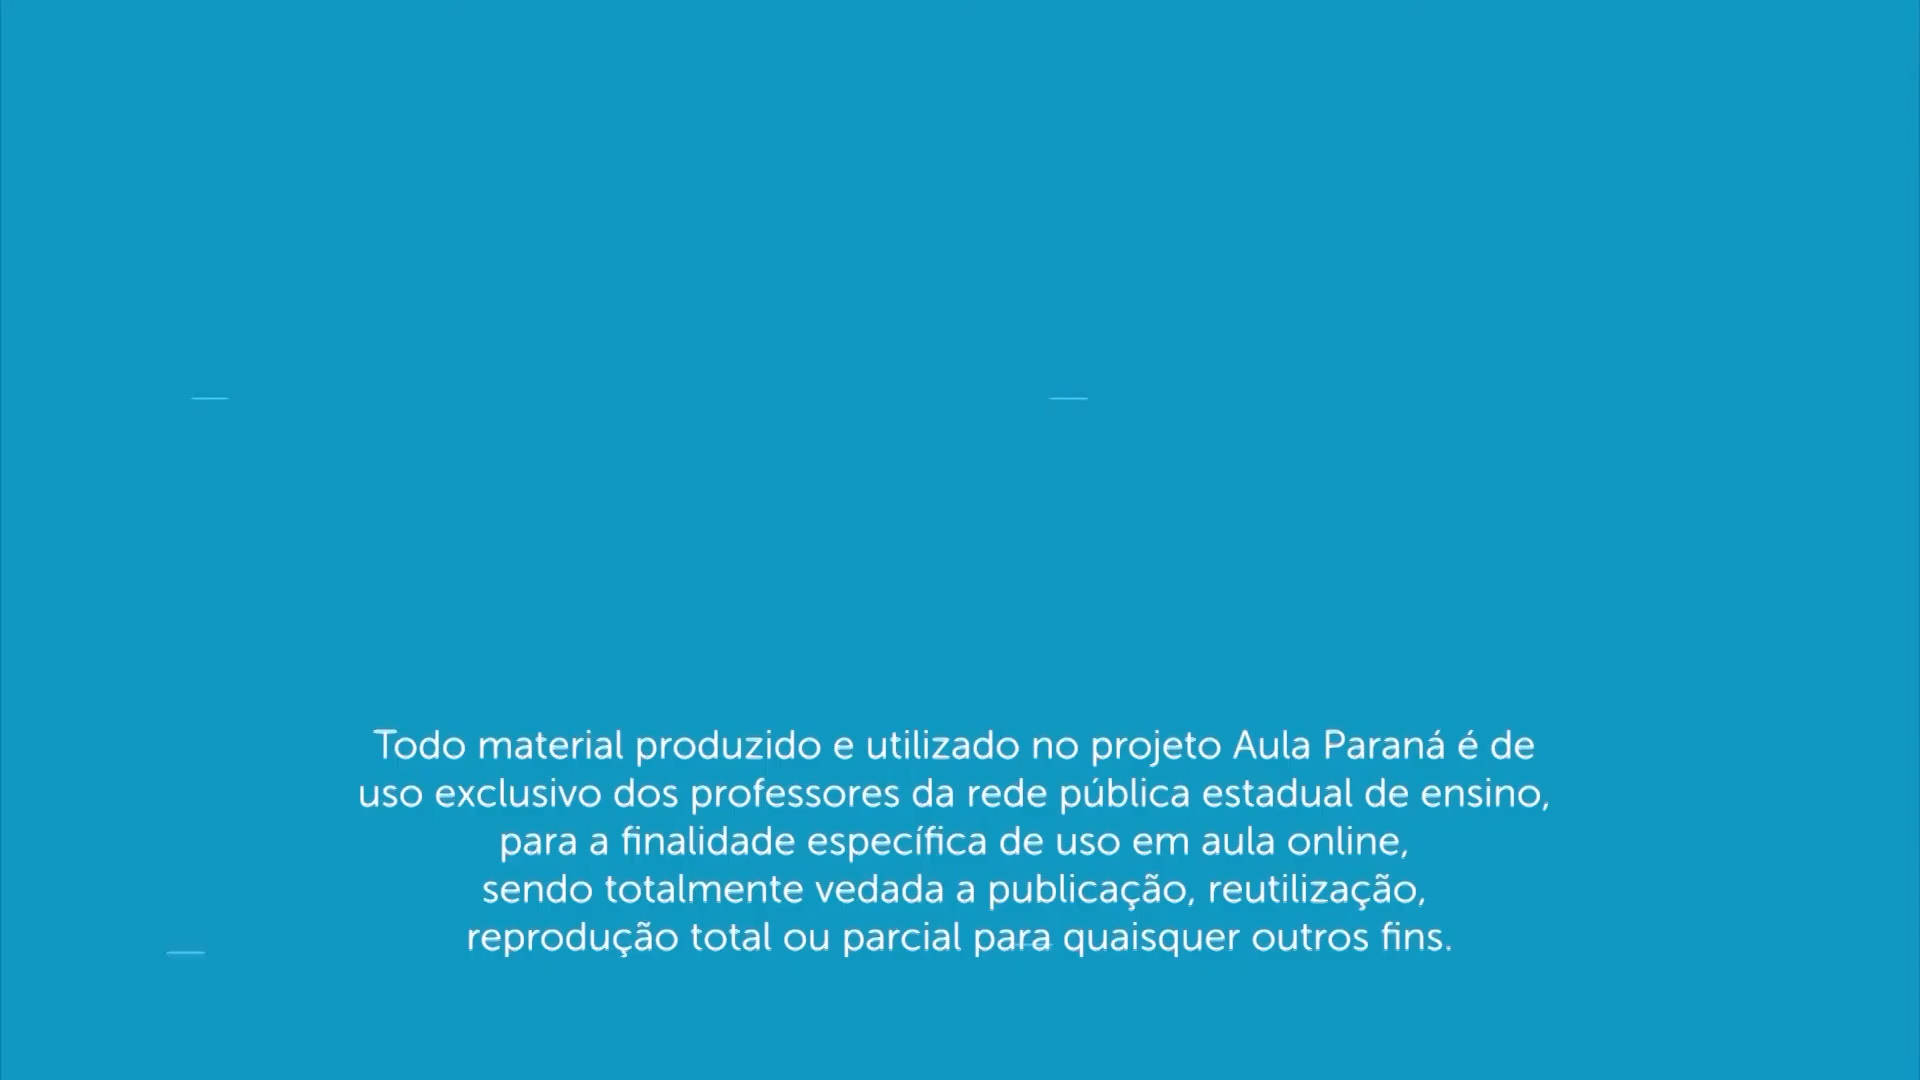 Todo material produzido e utilizado no projeto Aula Paraná é de
uso exclusivo dos professores da rede pública estadual de ensino,
para a finalidade específica de uso em aula online,
sendo totalmente vedada a publicação, reutilização,
reprodução total ou parcial para quaisquer outros fins.